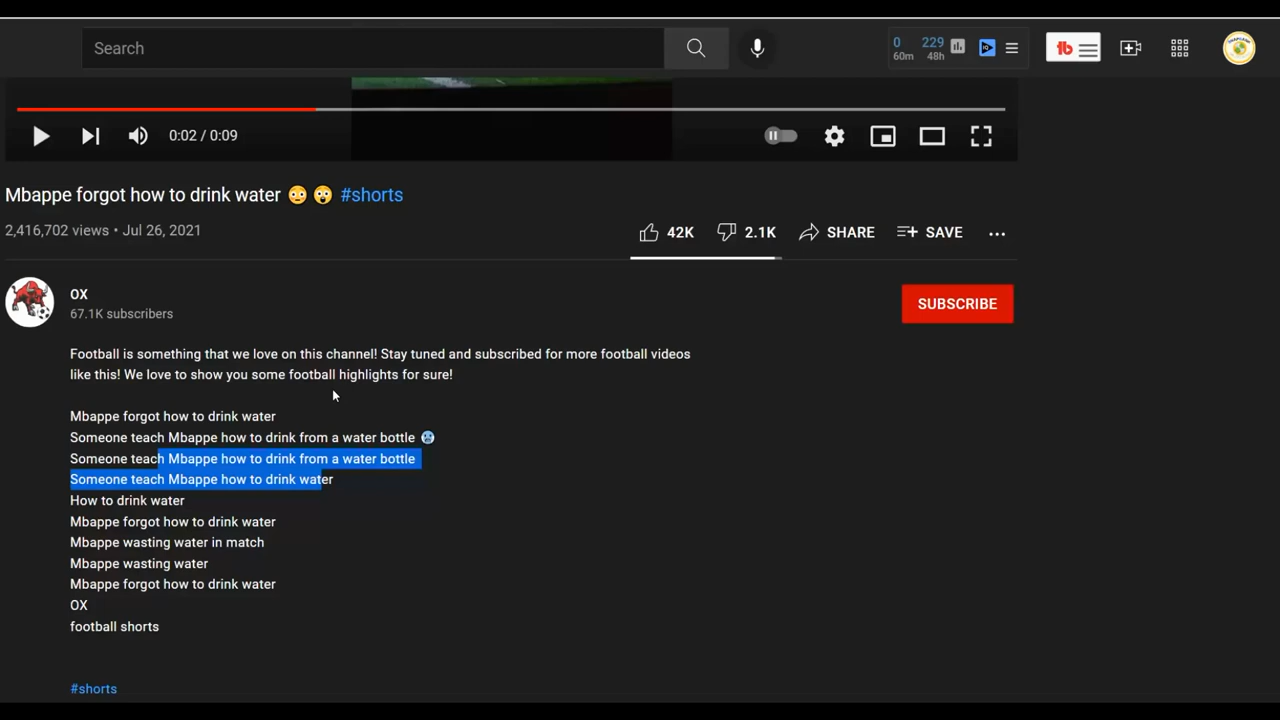 Search
0 229
60m 48h
0:02 / 0:09
Mbappe forgot how to drink water 😳 😲 #shorts
2,416,702 views • Jul 26, 2021
42K 2.1K SHARE SAVE
OX
67.1K subscribers
SUBSCRIBE
Football is something that we love on this channel! Stay tuned and subscribed for more football videos
like this! We love to show you some football highlights for sure!
Mbappe forgot how to drink water
Someone teach Mbappe how to drink from a water bottle 🥶
Someone teach Mbappe how to drink from a water bottle
Someone teach Mbappe how to drink water
How to drink water
Mbappe forgot how to drink water
Mbappe wasting water in match
Mbappe wasting water
Mbappe forgot how to drink water
OX
football shorts
#shorts